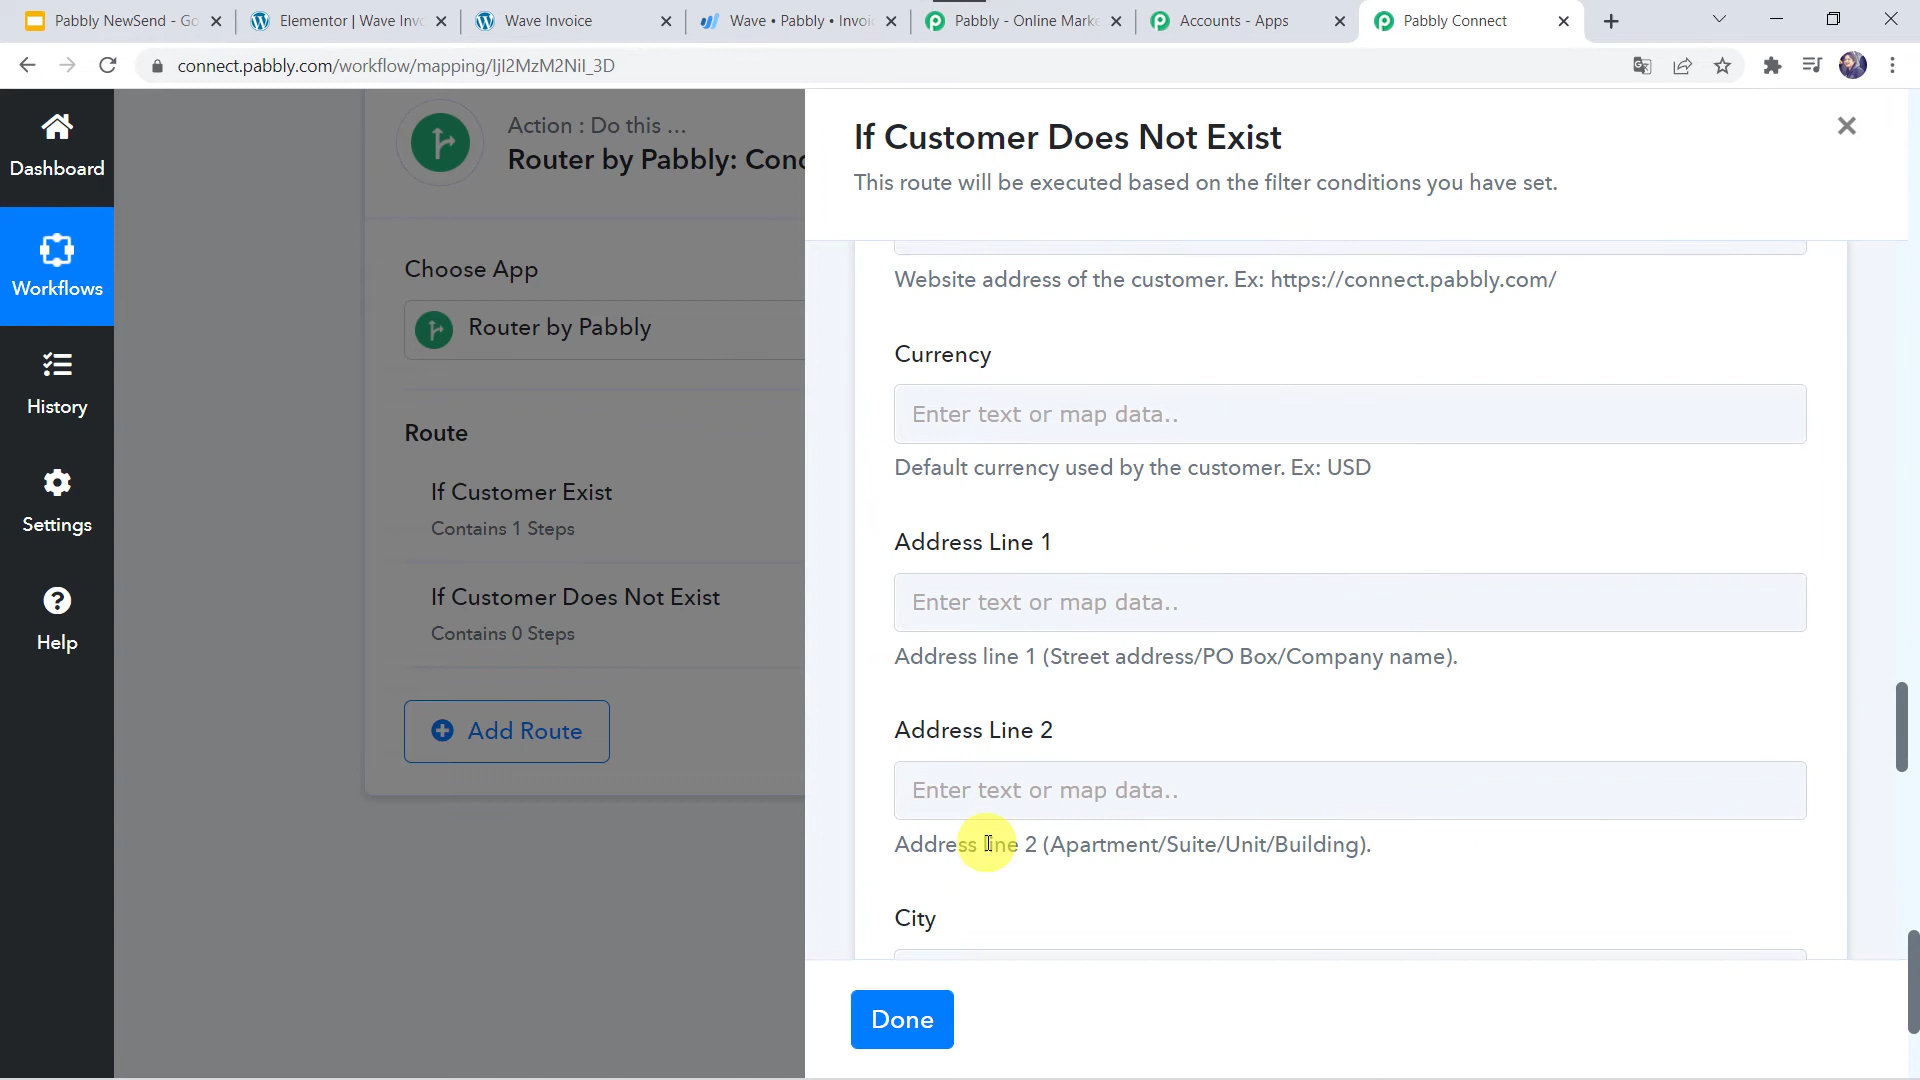 Pabbly NewSend - Go
Elementor | Wave Inv
Wave Invoice
Wave • Pabbly • Invoi
Pabbly - Online Mark
Accounts - Apps
Pabbly Connect
connect.pabbly.com/workflow/mapping/IjI2MzM2NiI_3D
Dashboard
Workflows
History
Settings
Help
Action : Do this ...
Router by Pabbly: Cond
Choose App
Router by Pabbly
Route
If Customer Exist
Contains 1 Steps
If Customer Does Not Exist
Contains 0 Steps
Add Route
If Customer Does Not Exist
This route will be executed based on the filter conditions you have set.
Website address of the customer. Ex: https://connect.pabbly.com/
Currency
Enter text or map data..
Default currency used by the customer. Ex: USD
Address Line 1
Enter text or map data..
Address line 1 (Street address/PO Box/Company name).
Address Line 2
Enter text or map data..
Address line 2 (Apartment/Suite/Unit/Building).
City
Done